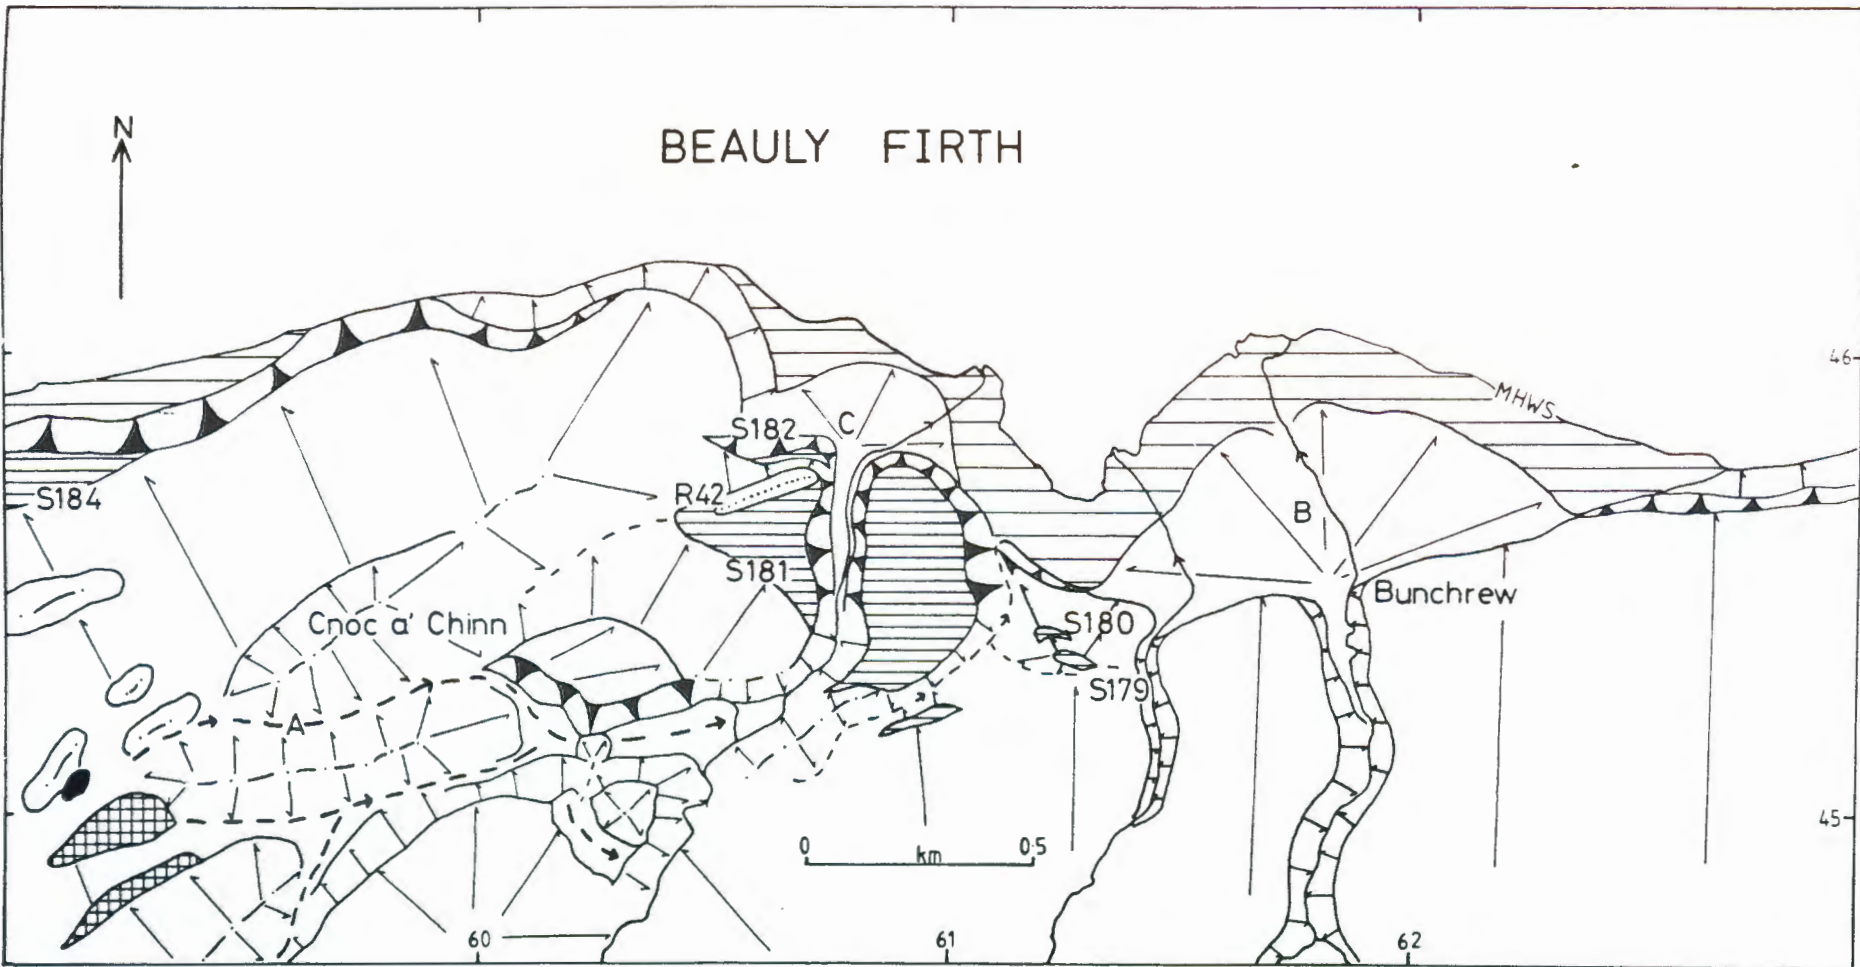 N
BEAULY FIRTH
46
MHWS
S182
C
R42
S184
B
S181
Bunchrew
Cnoc a' Chinn
S180
S179
A
45
0 km 0·5
60
61
62